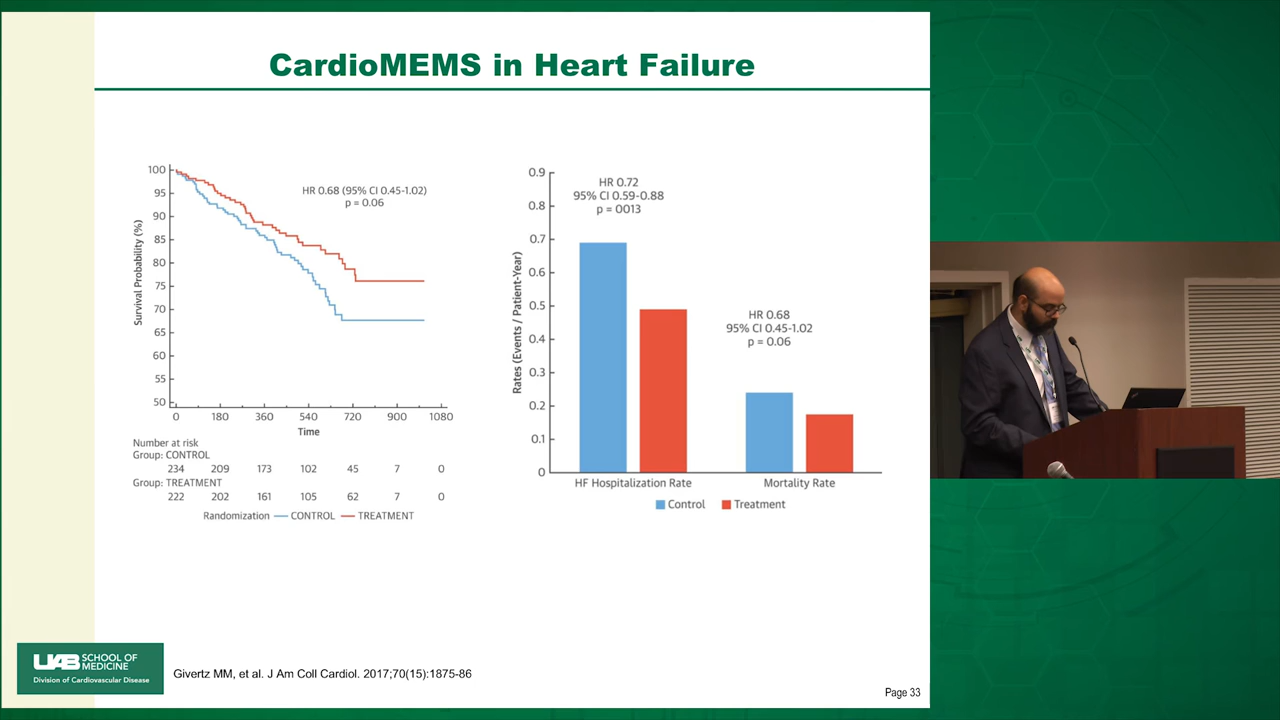 CardioMEMS in Heart Failure
100
95
90
85
80
75
70
65
60
55
50
Survival Probability (%)
HR 0.68 (95% CI 0.45-1.02)
p = 0.06
0 180 360 540 720 900 1080
Time
Number at risk
Group: CONTROL
234 209 173 102 45 7 0
Group: TREATMENT
222 202 161 105 62 7 0
Randomization CONTROL TREATMENT
0.9
0.8
0.7
0.6
0.5
0.4
0.3
0.2
0.1
0
Rates (Events / Patient-Year)
HR 0.72
95% CI 0.59-0.88
p = 0013
HR 0.68
95% CI 0.45-1.02
p = 0.06
HF Hospitalization Rate Mortality Rate
Control Treatment
UAB SCHOOL OF
MEDICINE
Division of Cardiovascular Disease
Givertz MM, et al. J Am Coll Cardiol. 2017;70(15):1875-86
Page 33